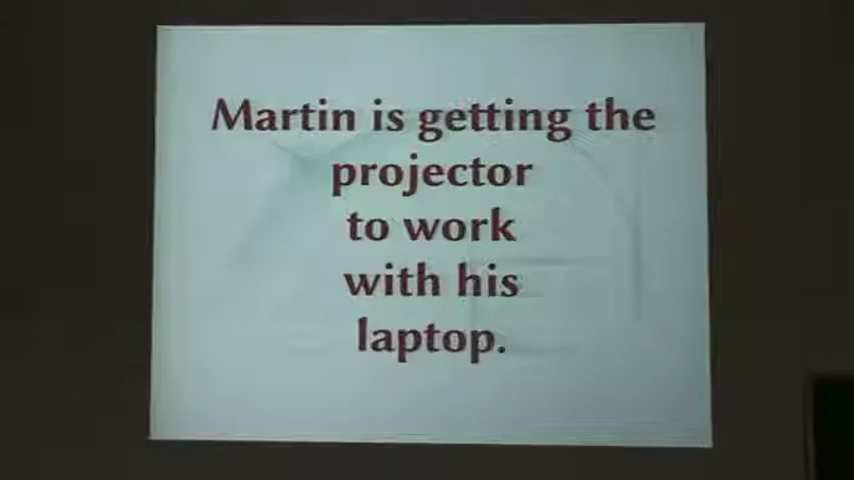 Martin is getting the
projector
to work
with his
laptop.